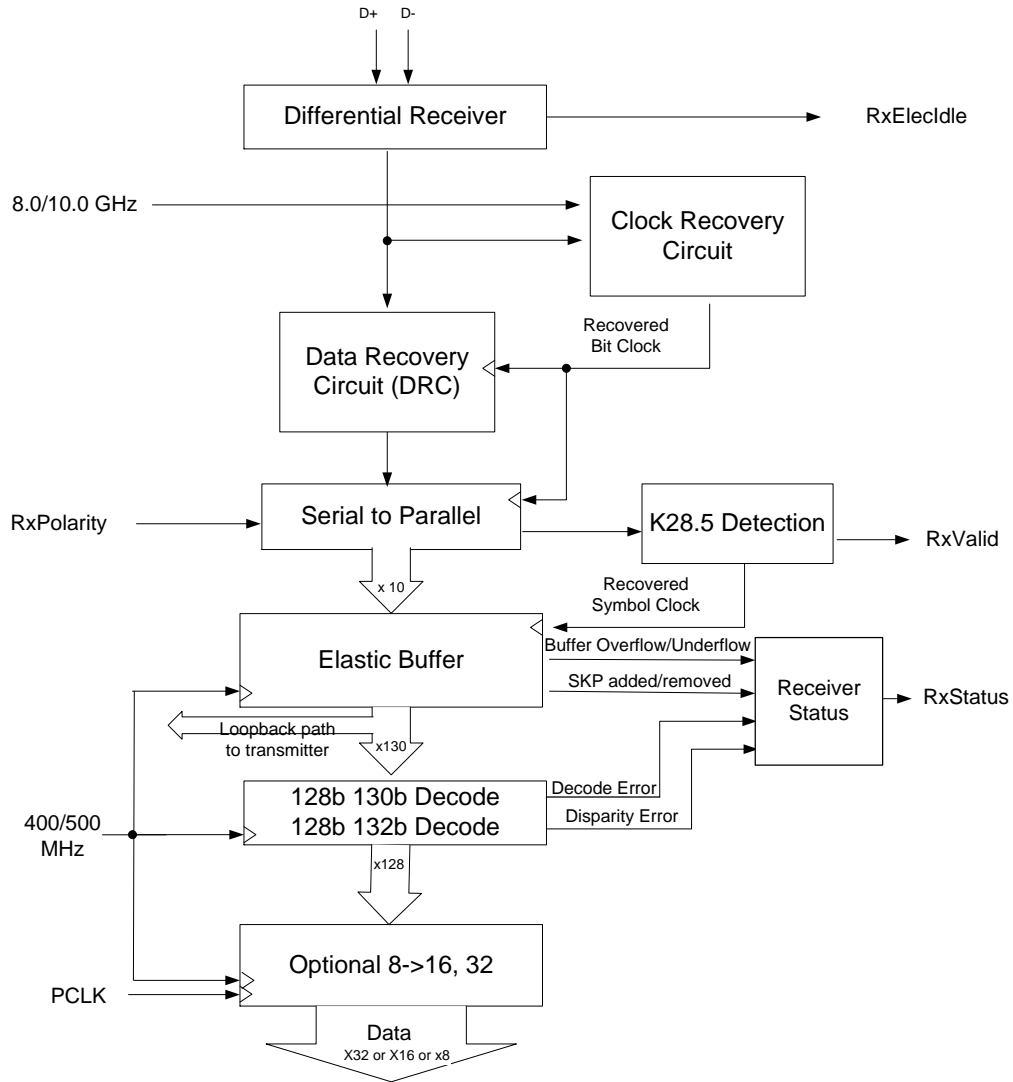 D+ D-
Differential Receiver
RxElecIdle
8.0/10.0 GHz
Clock Recovery
Circuit
Recovered
Bit Clock
Data Recovery
Circuit (DRC)
RxPolarity
Serial to Parallel
K28.5 Detection
RxValid
x 10
Recovered
Symbol Clock
Elastic Buffer
Buffer Overflow/Underflow
SKP added/removed
Receiver
Status
RxStatus
Loopback path
to transmitter
x130
Decode Error
Disparity Error
128b 130b Decode
128b 132b Decode
400/500
MHz
x128
Optional 8->16, 32
PCLK
Data
X32 or X16 or x8